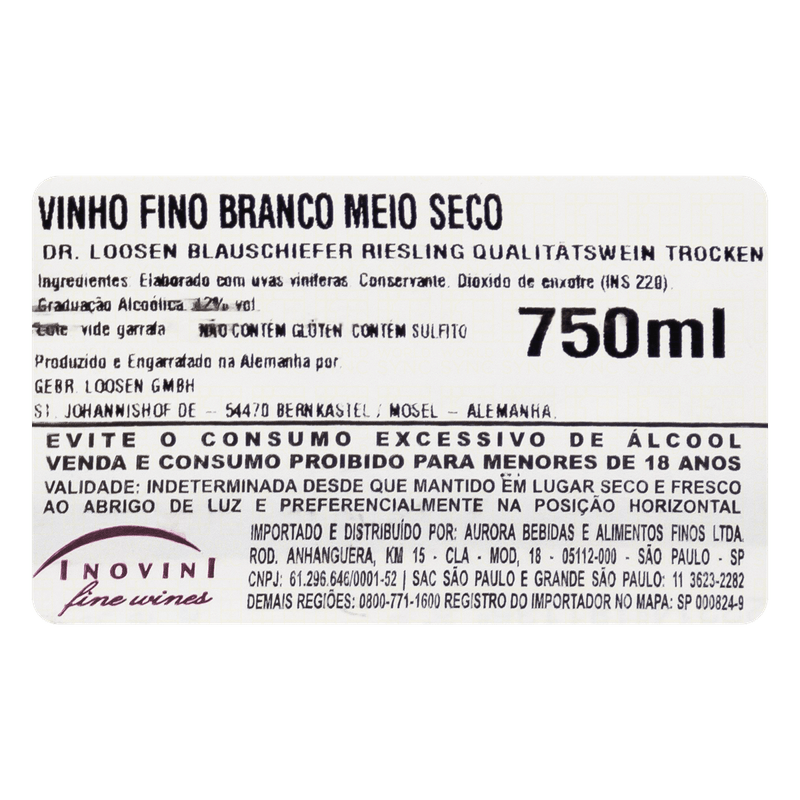 VINHO FINO BRANCO MEIO SECO
DR. LOOSEN BLAUSCHIEFER RIESLING QUALITÄTSWEIN TROCKEN
Ingredientes: Elaborado com uvas viníferas. Conservante: Dióxido de enxofre (INS 220).
Graduação Alcoólica 12% vol
Lote vide garrafa NÃO CONTÉM GLÚTEN CONTÉM SULFITO
750ml
Produzido e Engarrafado na Alemanha por:
GEBR. LOOSEN GMBH
ST. JOHANNISHOF DE - 54470 BERNKASTEL / MOSEL - ALEMANHA.
EVITE O CONSUMO EXCESSIVO DE ÁLCOOL
VENDA E CONSUMO PROIBIDO PARA MENORES DE 18 ANOS
VALIDADE: INDETERMINADA DESDE QUE MANTIDO EM LUGAR SECO E FRESCO
AO ABRIGO DE LUZ E PREFERENCIALMENTE NA POSIÇÃO HORIZONTAL
INOVINI
fine wines
IMPORTADO E DISTRIBUÍDO POR: AURORA BEBIDAS E ALIMENTOS FINOS LTDA.
ROD. ANHANGUERA, KM 15 - CLA - MOD, 18 - 05112-000 - SÃO PAULO - SP
CNPJ: 61.296.646/0001-52 | SAC SÃO PAULO E GRANDE SÃO PAULO: 11 3623-2282
DEMAIS REGIÕES: 0800-771-1600 REGISTRO DO IMPORTADOR NO MAPA: SP 000824-9